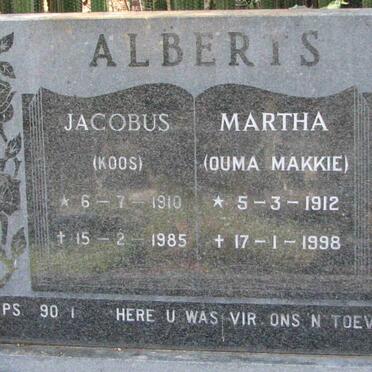 ALBERTS
JACOBUS
(KOOS)
★ 6 - 7 - 1910
† 15 - 2 - 1985
MARTHA
(OUMA MAKKIE)
★ 5 - 3 - 1912
† 17 - 1 - 1998
PS 90 1 HERE U WAS VIR ONS 'N TOEV